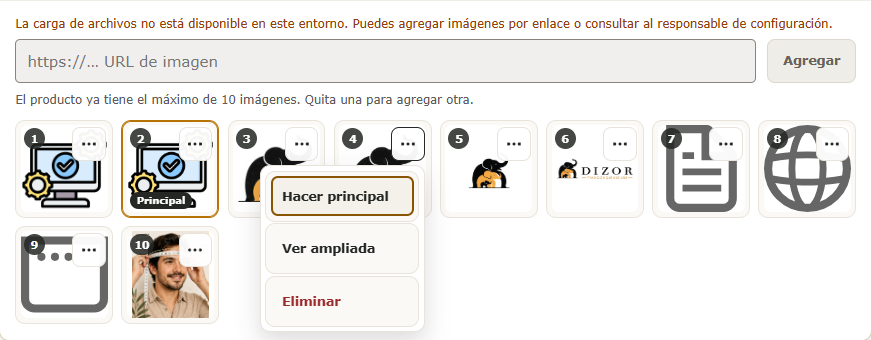 La carga de archivos no está disponible en este entorno. Puedes agregar imágenes por enlace o consultar al responsable de configuración.
https://... URL de imagen
Agregar
El producto ya tiene el máximo de 10 imágenes. Quita una para agregar otra.
1
2
Principal
3
4
5
6
DIZOR
7
8
Hacer principal
Ver ampliada
Eliminar
9
10